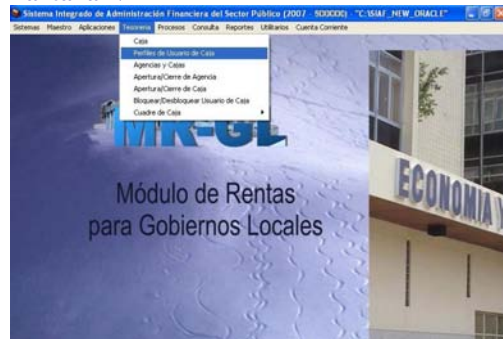 Sistema Integrado de Administración Financiera del Sector Público (2007 - 500000) - "C:\SIAF_NEW_ORACLE"
Sistemas Maestro Aplicaciones Tesorería Procesos Consulta Reportes Utilitarios Cuenta Corriente
Caja
Perfiles de Usuario de Caja
Agencias y Cajas
Apertura/Cierre de Agencia
Apertura/Cierre de Caja
Bloquear/Desbloquear Usuario de Caja
Cuadre de Caja
MR-GL
Módulo de Rentas
para Gobiernos Locales
ECONOMIA